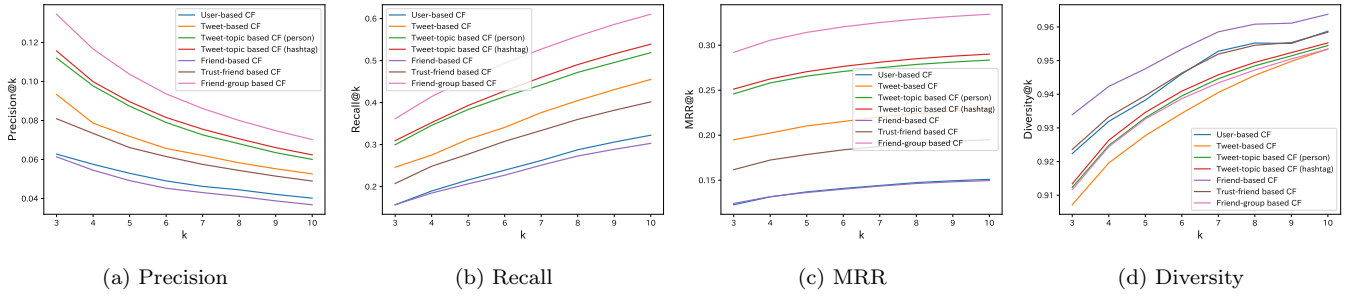 User-based CF
Tweet-based CF
Tweet-topic based CF (person)
Tweet-topic based CF (hashtag)
Friend-based CF
Trust-friend based CF
Friend-group based CF
Precision@k
0.12
0.10
0.08
0.06
0.04
3 4 5 6 7 8 9 10
k
(a) Precision
User-based CF
Tweet-based CF
Tweet-topic based CF (person)
Tweet-topic based CF (hashtag)
Friend-based CF
Trust-friend based CF
Friend-group based CF
Recall@k
0.6
0.5
0.4
0.3
0.2
3 4 5 6 7 8 9 10
k
(b) Recall
User-based CF
Tweet-based CF
Tweet-topic based CF (person)
Tweet-topic based CF (hashtag)
Friend-based CF
Trust-friend based CF
Friend-group based CF
MRR@k
0.30
0.25
0.20
0.15
3 4 5 6 7 8 9 10
k
(c) MRR
User-based CF
Tweet-based CF
Tweet-topic based CF (person)
Tweet-topic based CF (hashtag)
Friend-based CF
Trust-friend based CF
Friend-group based CF
Diversity@k
0.96
0.95
0.94
0.93
0.92
0.91
3 4 5 6 7 8 9 10
k
(d) Diversity